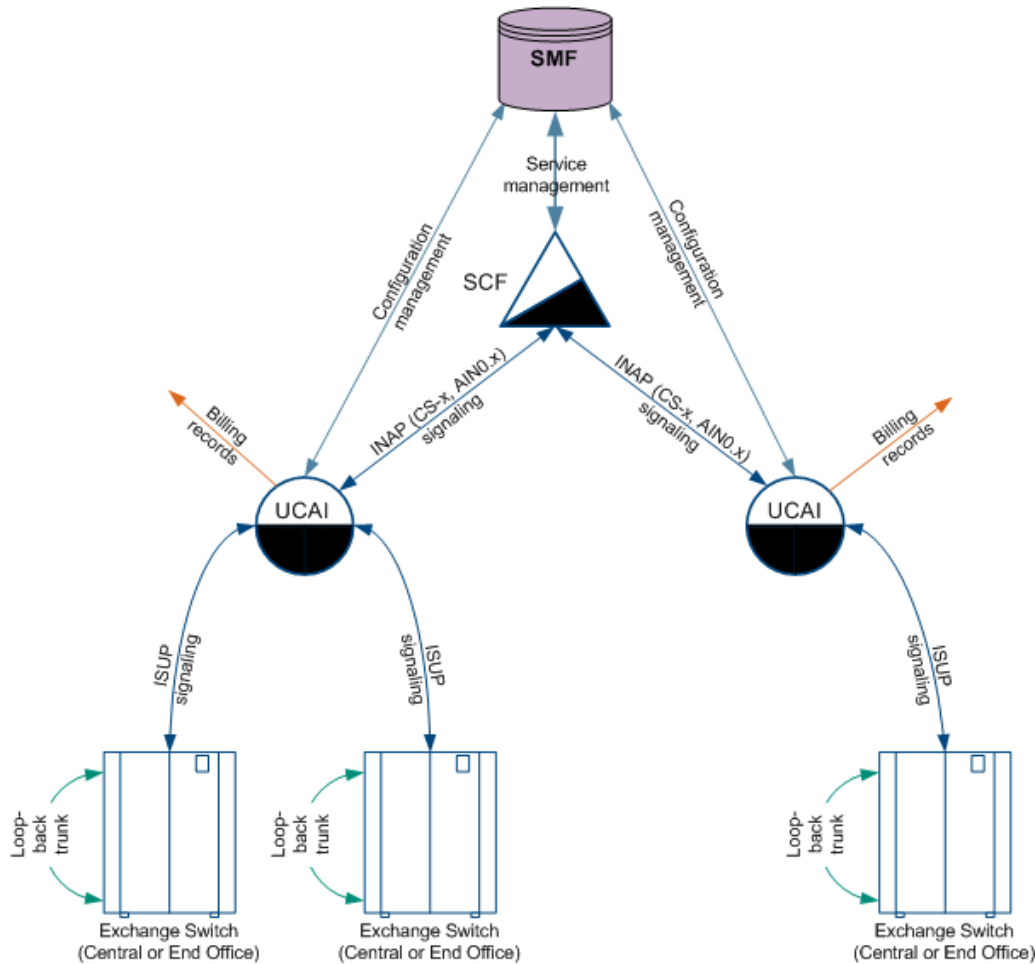 SMF
Service
management
Configuration
management
Configuration
management
SCF
INAP (CS-x, AIN0.x)
signaling
INAP (CS-x, AIN0.x)
signaling
Billing
records
Billing
records
UCAI
UCAI
ISUP
signaling
ISUP
signaling
ISUP
signaling
Loop-
back
trunk
Loop-
back
trunk
Loop-
back
trunk
Exchange Switch
(Central or End Office)
Exchange Switch
(Central or End Office)
Exchange Switch
(Central or End Office)